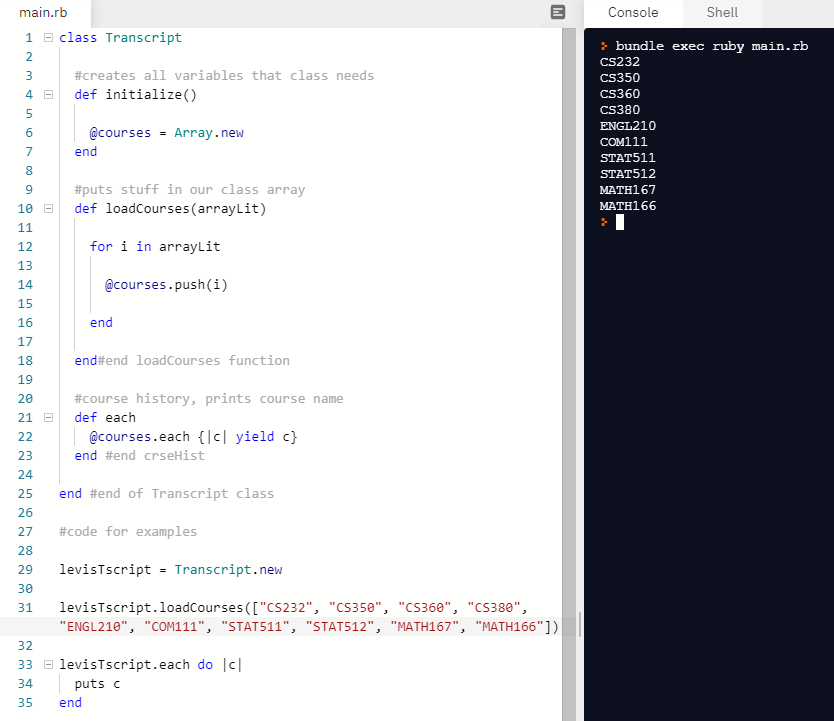 main.rb
1 class Transcript
2
3 #creates all variables that class needs
4 def initialize()
5
6 @courses = Array.new
7 end
8
9 #puts stuff in our class array
10 def loadCourses(arrayLit)
11
12 for i in arrayLit
13
14 @courses.push(i)
15
16 end
17
18 end#end loadCourses function
19
20 #course history, prints course name
21 def each
22 @courses.each {|c| yield c}
23 end #end crseHist
24
25 end #end of Transcript class
26
27 #code for examples
28
29 levisTscript = Transcript.new
30
31 levisTscript.loadCourses(["CS232", "CS350", "CS360", "CS380",
"ENGL210", "COM111", "STAT511", "STAT512", "MATH167", "MATH166"])
32
33 levisTscript.each do |c|
34 puts c
35 end
Console Shell
bundle exec ruby main.rb
CS232
CS350
CS360
CS380
ENGL210
COM111
STAT511
STAT512
MATH167
MATH166